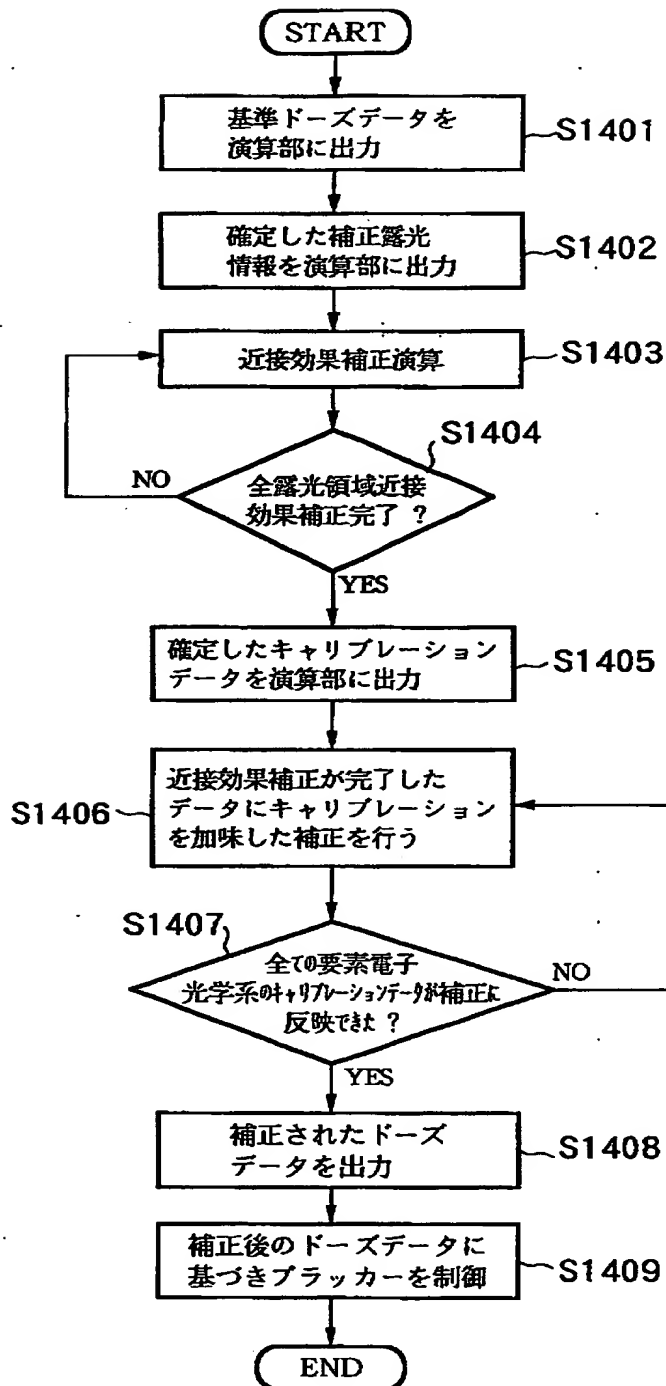 START
基準ドーズデータを
演算部に出力
S1401
確定した補正露光
情報を演算部に出力
S1402
近接効果補正演算
S1403
S1404
NO
全露光領域近接
効果補正完了 ?
YES
確定したキャリブレーション
データを演算部に出力
S1405
近接効果補正が完了した
データにキャリブレーション
を加味した補正を行う
S1406
S1407
全ての要素電子
光学系のキャリブレーションデータが補正に
反映できた ?
NO
YES
補正されたドーズ
データを出力
S1408
補正後のドーズデータに
基づきブラッカーを制御
S1409
END